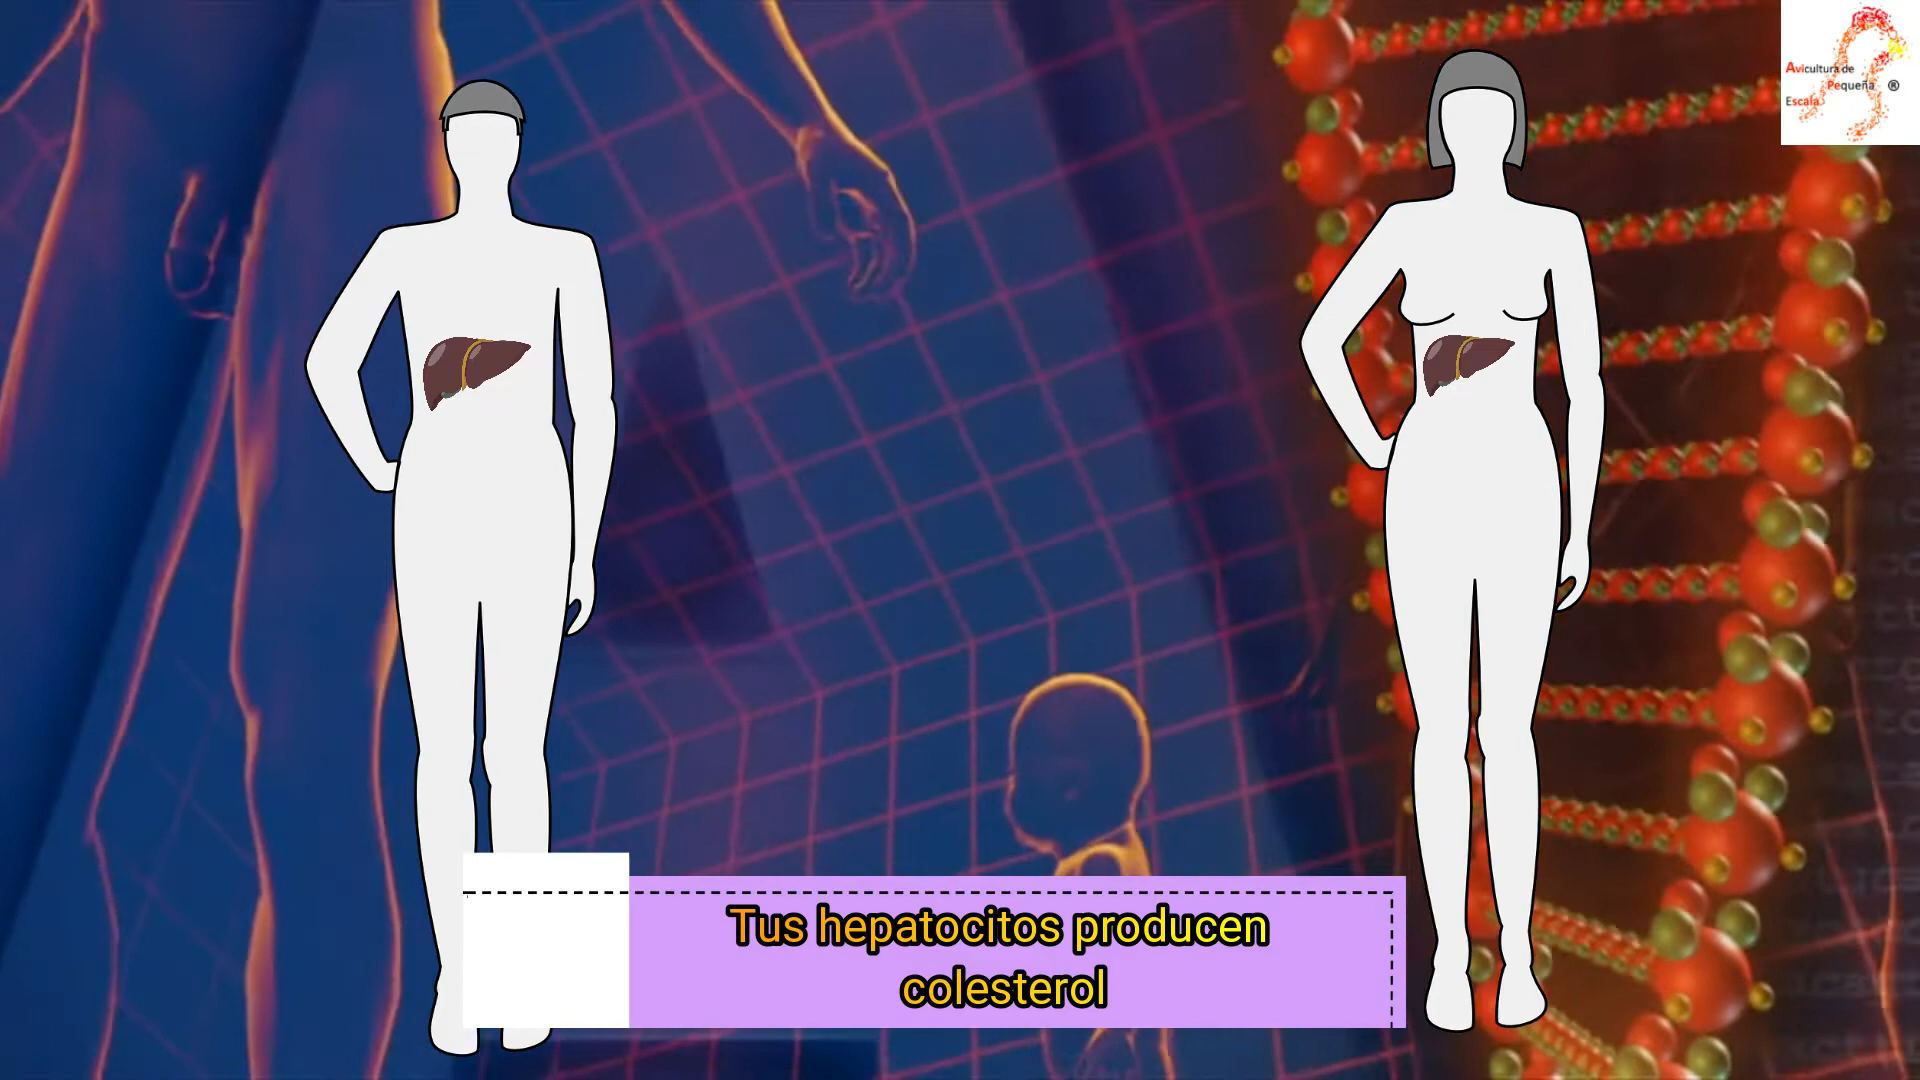 Avicultura de
Pequeña ®
Escala
Tus hepatocitos producen
colesterol